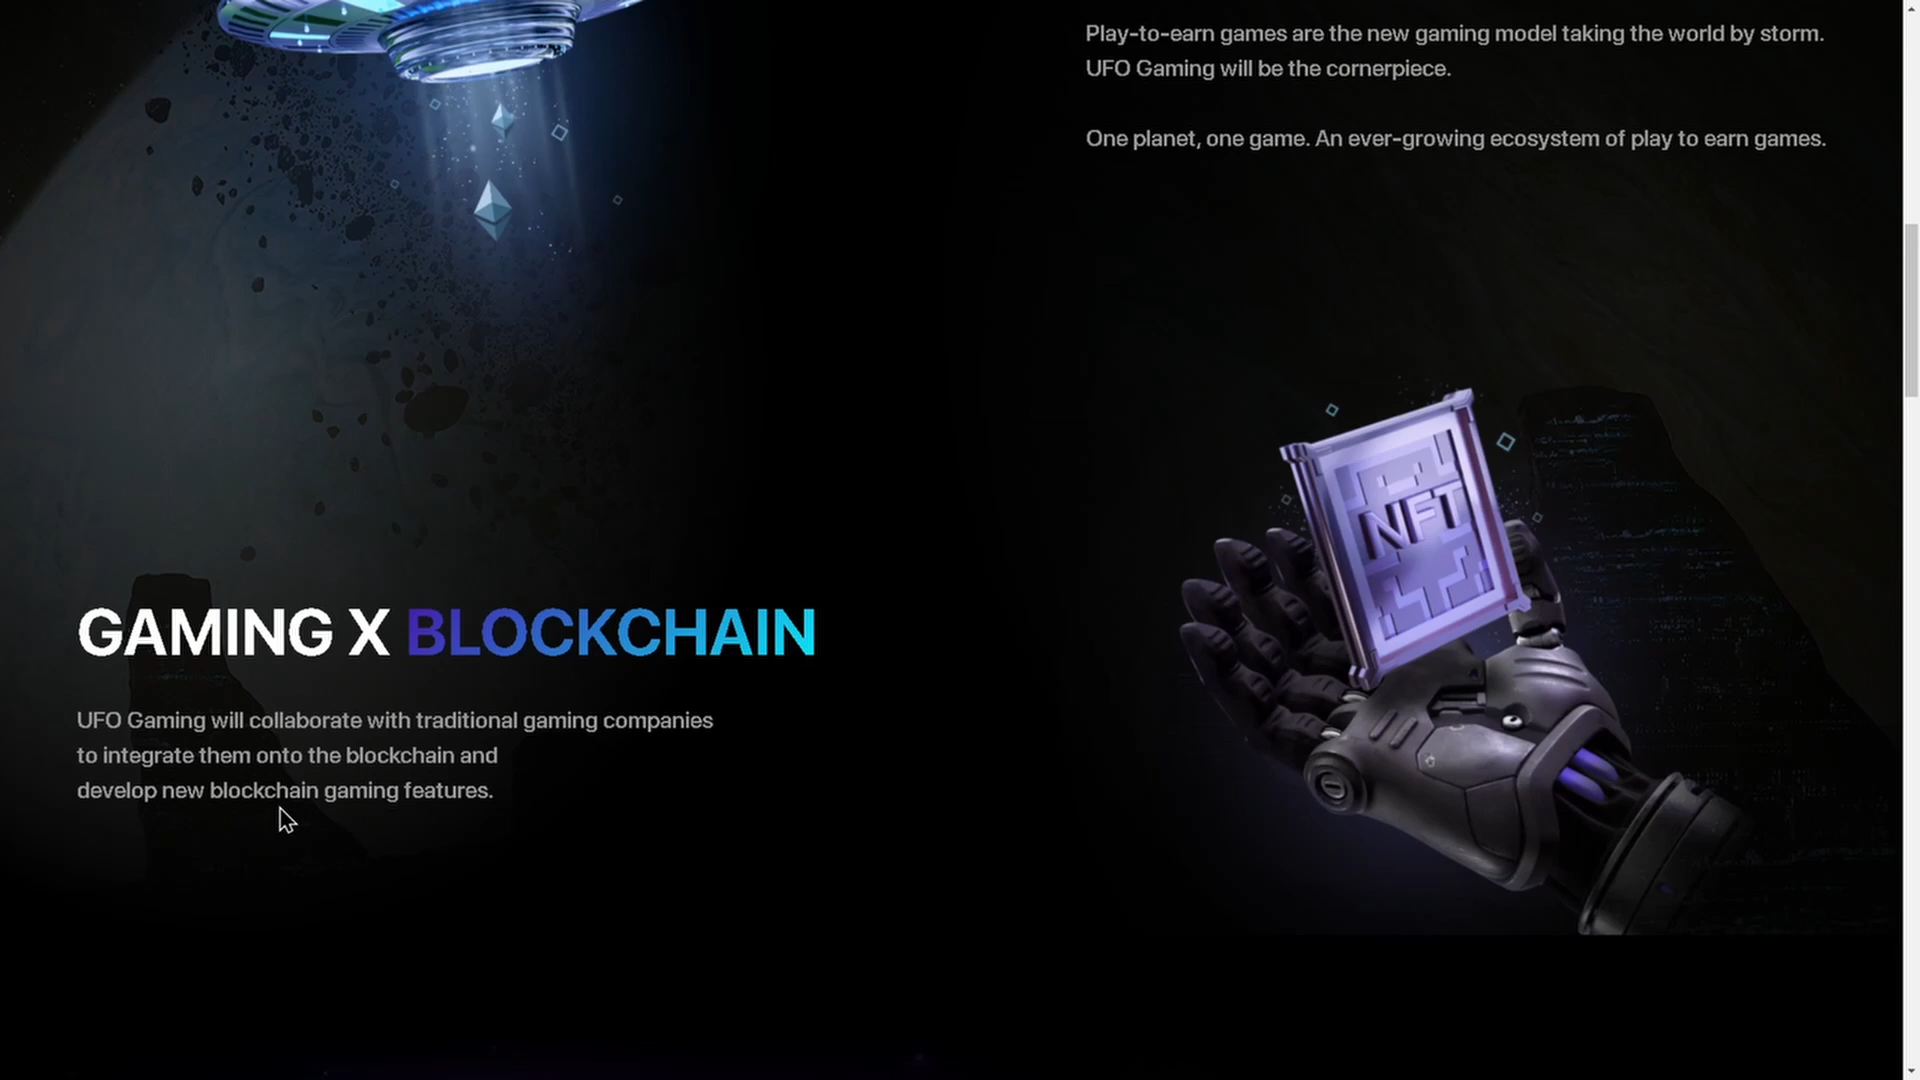 Play-to-earn games are the new gaming model taking the world by storm.
UFO Gaming will be the cornerpiece.
One planet, one game. An ever-growing ecosystem of play to earn games.
NFT
GAMING X BLOCKCHAIN
UFO Gaming will collaborate with traditional gaming companies
to integrate them onto the blockchain and
develop new blockchain gaming features.